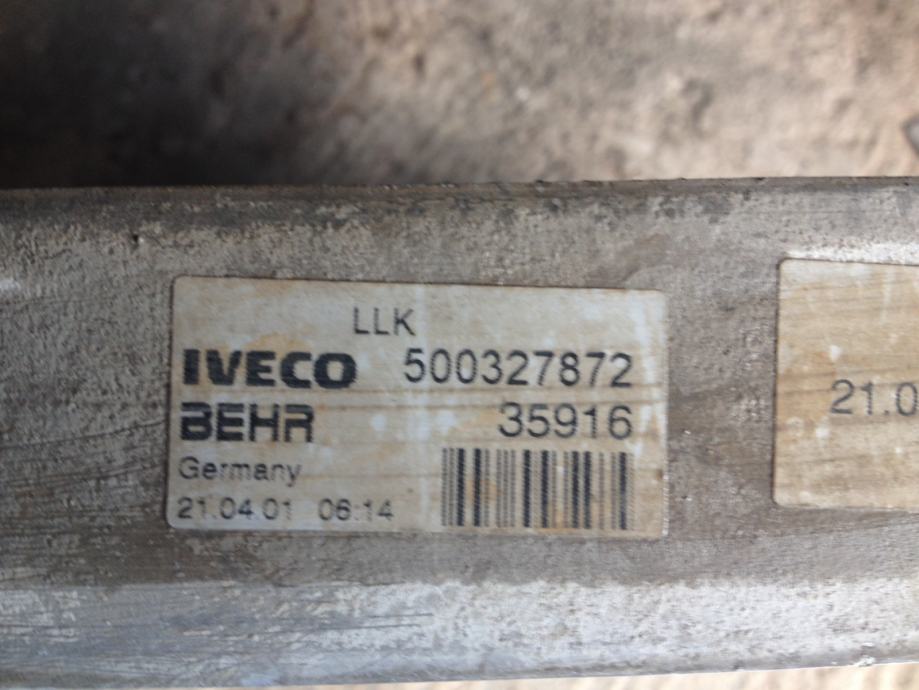 LLK
IVECO 500327872
BEHR 35916
Germany
21.04.01 06:14
21.0